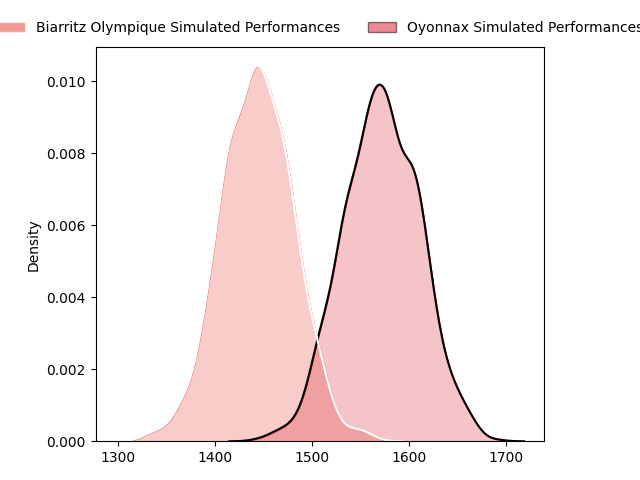 Biarritz Olympique Simulated Performances
Oyonnax Simulated Performances
0.010
0.008
0.006
0.004
0.002
0.000
Density
1300 1400 1500 1600 1700